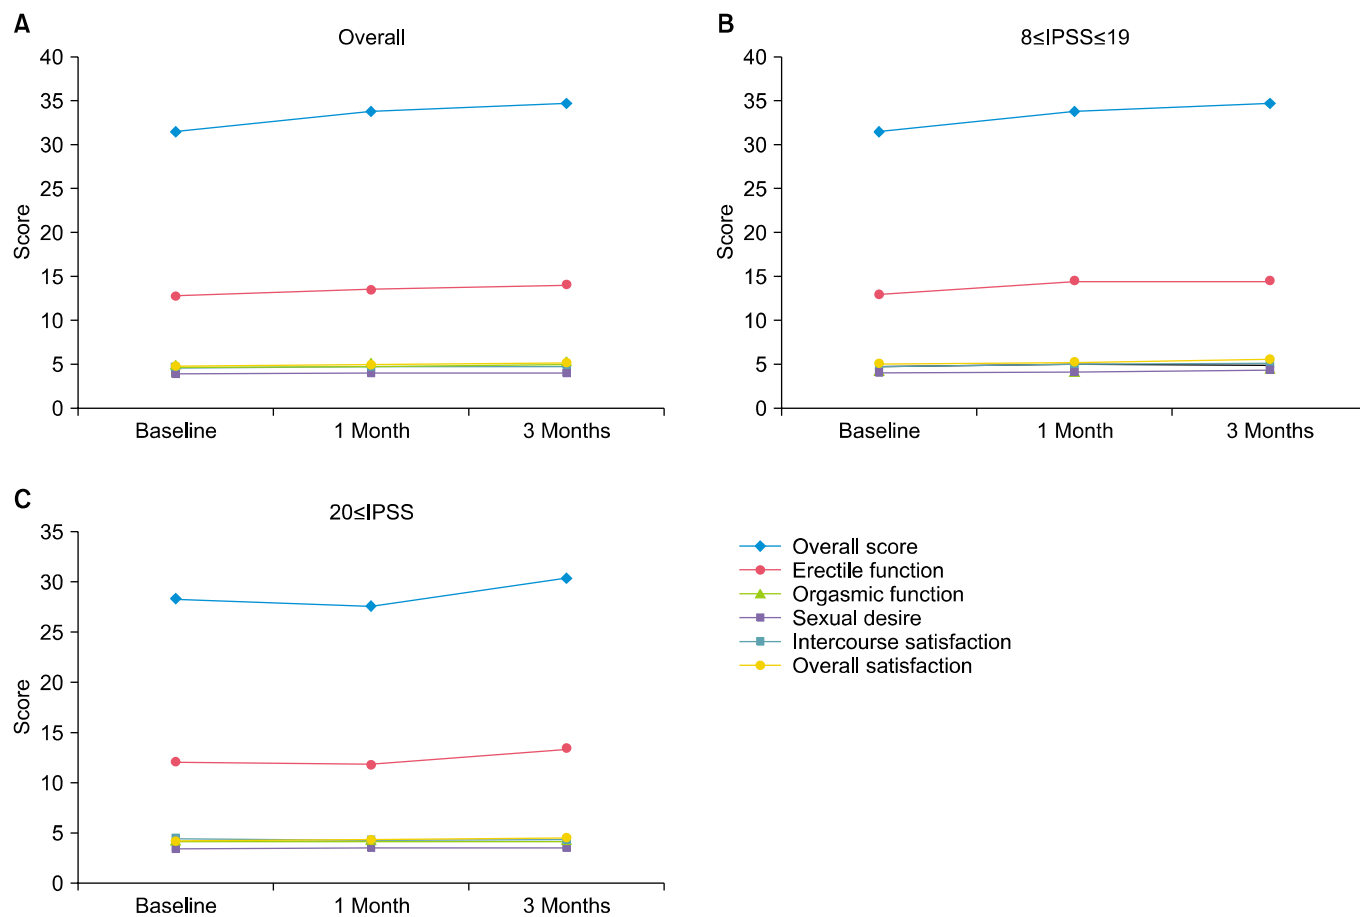 A
Overall
40
35
30
25
20
15
10
5
0
Score
Baseline 1 Month 3 Months
B
8≤IPSS≤19
40
35
30
25
20
15
10
5
0
Score
Baseline 1 Month 3 Months
C
20≤IPSS
35
30
25
20
15
10
5
0
Score
Baseline 1 Month 3 Months
Overall score
Erectile function
Orgasmic function
Sexual desire
Intercourse satisfaction
Overall satisfaction